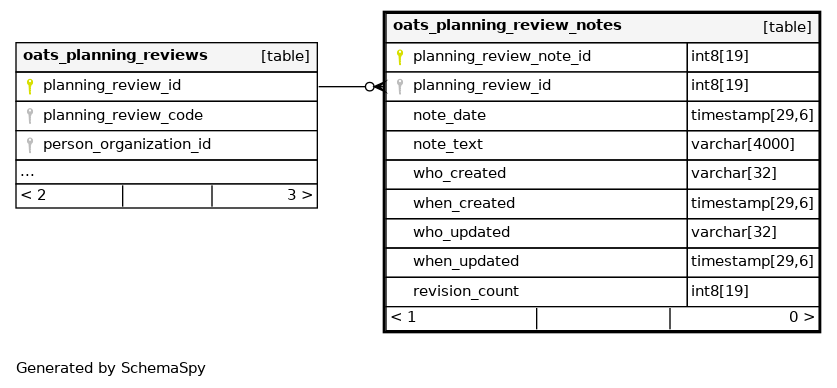 oats_planning_reviews [table]
planning_review_id
planning_review_code
person_organization_id
...
< 2 3 >
oats_planning_review_notes [table]
planning_review_note_id int8[19]
planning_review_id int8[19]
note_date timestamp[29,6]
note_text varchar[4000]
who_created varchar[32]
when_created timestamp[29,6]
who_updated varchar[32]
when_updated timestamp[29,6]
revision_count int8[19]
< 1 0 >
Generated by SchemaSpy